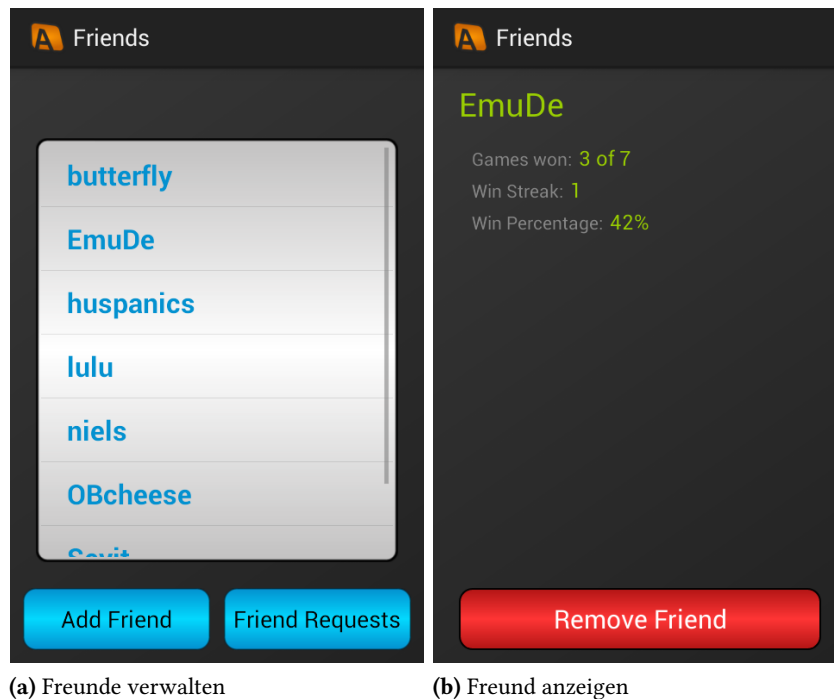 Friends
butterfly
EmuDe
huspanics
lulu
niels
OBcheese
Add Friend
Friend Requests
(a) Freunde verwalten
Friends
EmuDe
Games won: 3 of 7
Win Streak: 1
Win Percentage: 42%
Remove Friend
(b) Freund anzeigen